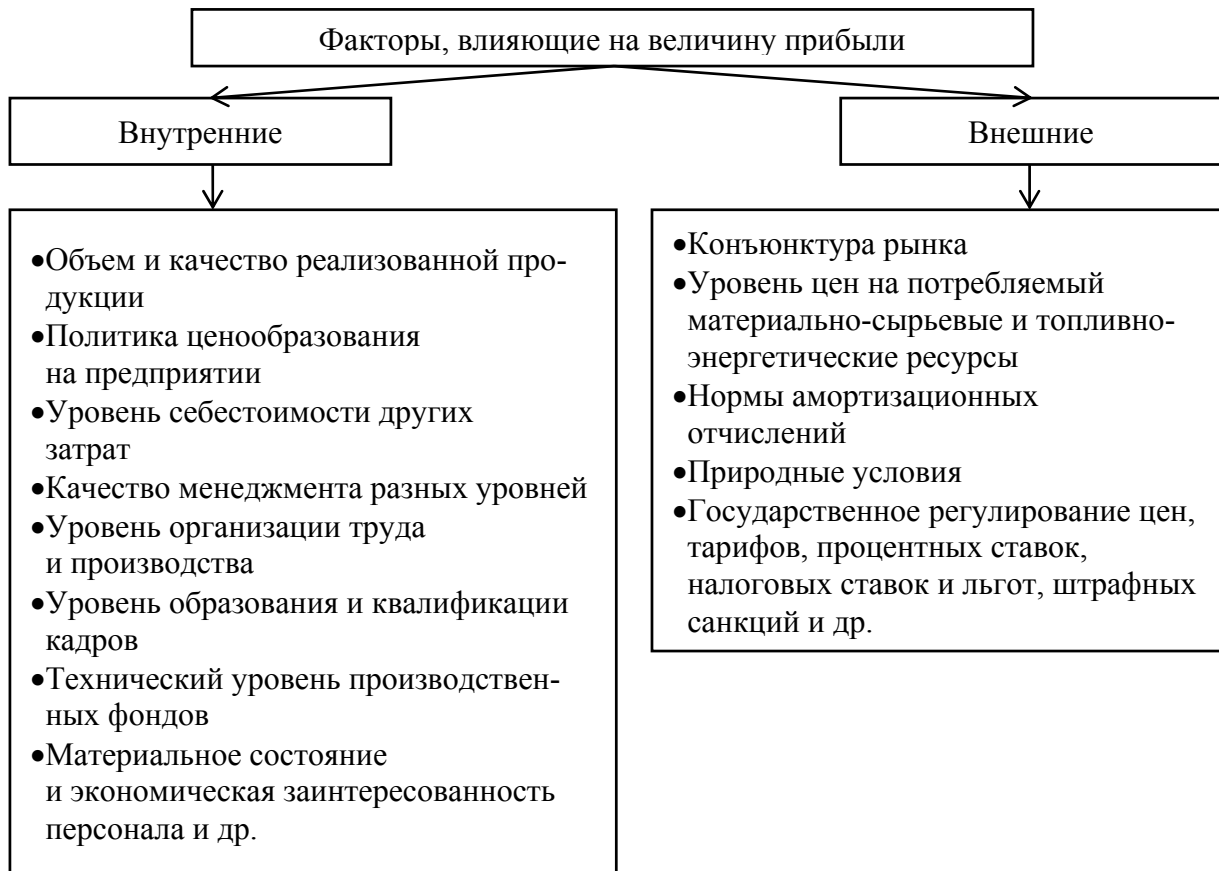 Факторы, влияющие на величину прибыли
Внутренние
Внешние
•Объем и качество реализованной про-
дукции
•Политика ценообразования
на предприятии
•Уровень себестоимости других
затрат
•Качество менеджмента разных уровней
•Уровень организации труда
и производства
•Уровень образования и квалификации
кадров
•Технический уровень производствен-
ных фондов
•Материальное состояние
и экономическая заинтересованность
персонала и др.
•Конъюнктура рынка
•Уровень цен на потребляемый
материально-сырьевые и топливно-
энергетические ресурсы
•Нормы амортизационных
отчислений
•Природные условия
•Государственное регулирование цен,
тарифов, процентных ставок,
налоговых ставок и льгот, штрафных
санкций и др.